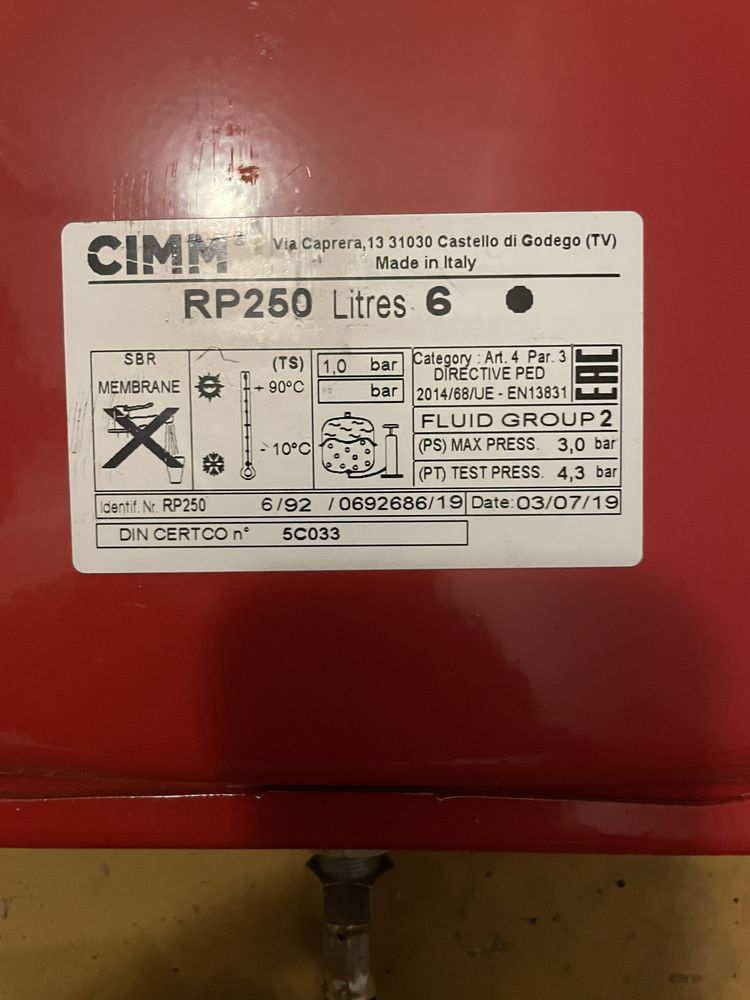 CIMM
Via Caprera,13 31030 Castello di Godego (TV)
Made in Italy
RP250 Litres 6
SBR
MEMBRANE
(TS)
+ 90ºC
- 10ºC
1,0 bar
bar
Category : Art. 4 Par. 3
DIRECTIVE PED
2014/68/UE - EN13831
EAC
FLUID GROUP 2
(PS) MAX PRESS. 3,0 bar
(PT) TEST PRESS. 4,3 bar
Identif. Nr. RP250 6/92 /0692686/19 Date: 03/07/19
DIN CERTCO n° 5C033